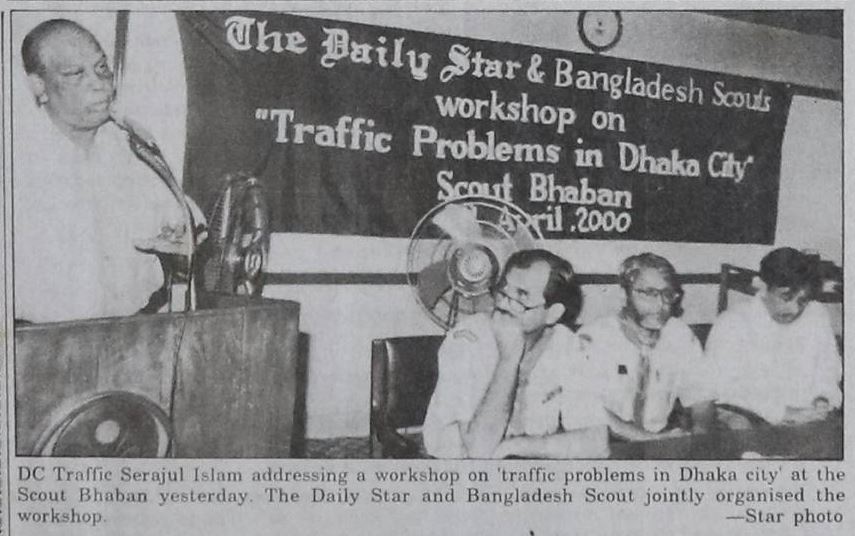 The Daily Star & Bangladesh Scouts
workshop on
"Traffic Problems in Dhaka City"
Scout Bhaban
April.2000
DC Traffic Serajul Islam addressing a workshop on 'traffic problems in Dhaka city' at the
Scout Bhaban yesterday. The Daily Star and Bangladesh Scout jointly organised the
workshop. —Star photo